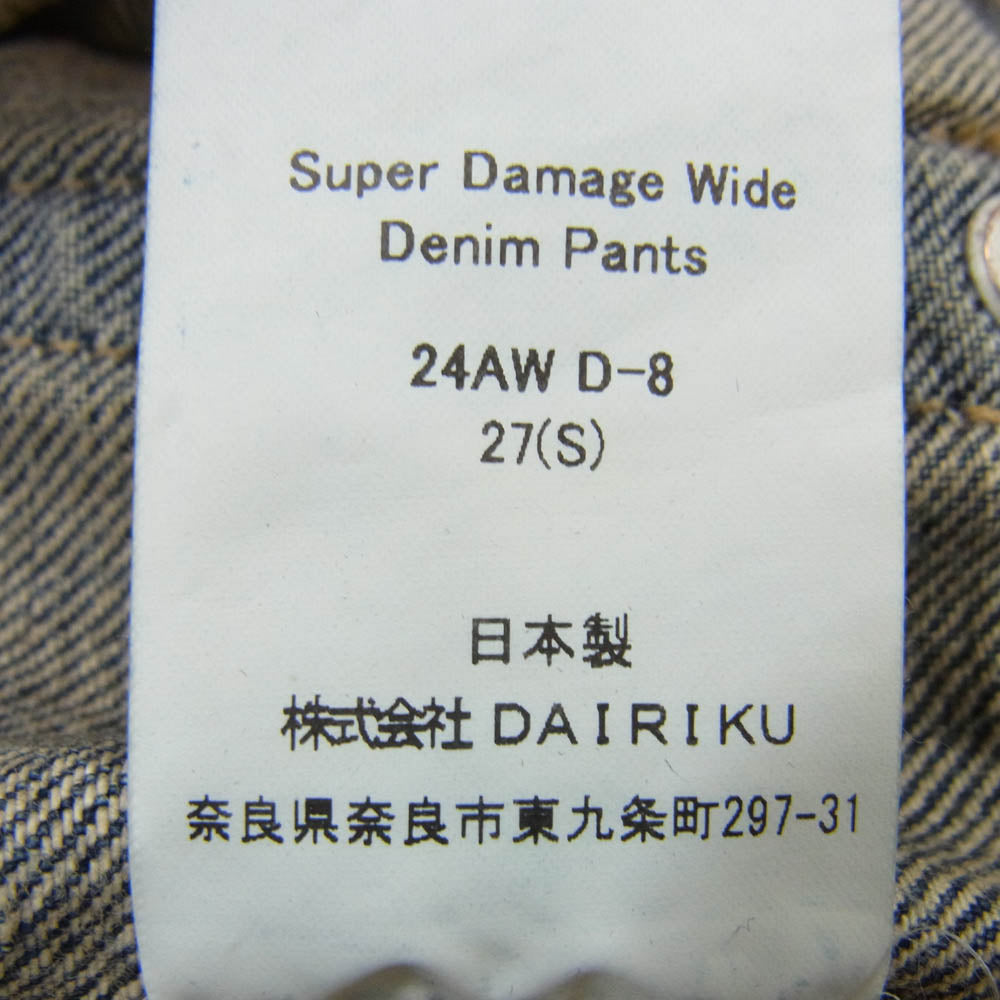 Super Damage Wide
Denim Pants
24AW D-8
27(S)
日本製
株式会社 DAIRIKU
奈良県奈良市東九条町297-31